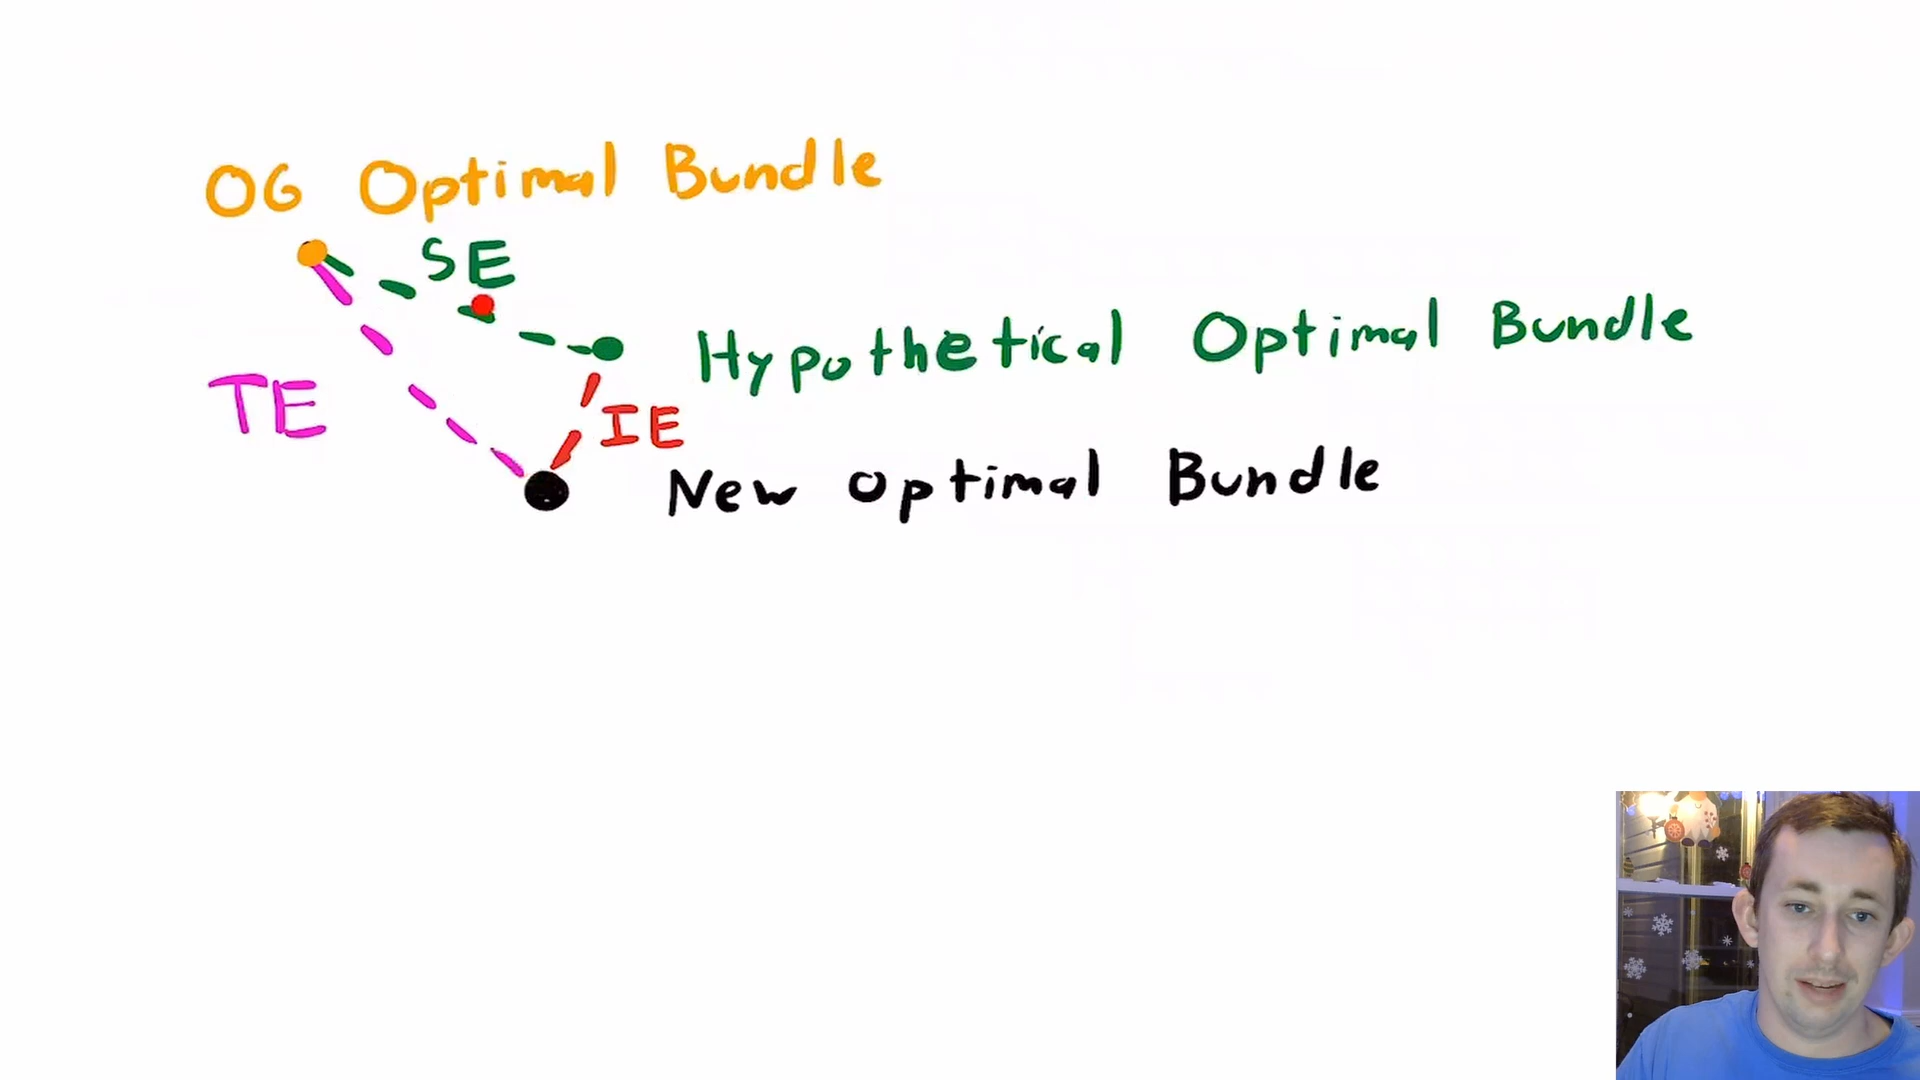 OG Optimal Bundle
SE
Hypothetical Optimal Bundle
TE
IE
New Optimal Bundle